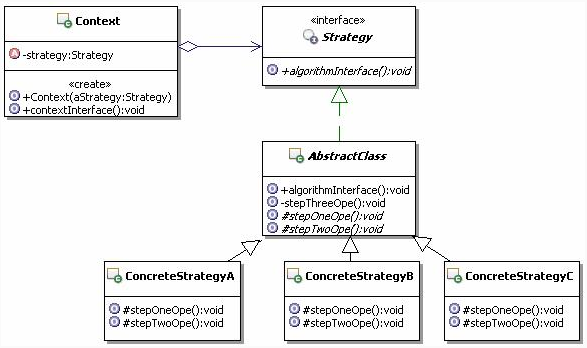 Context
-strategy:Strategy
«create»
+Context(aStrategy:Strategy)
+contextInterface():void
«interface»
Strategy
+algorithmInterface():void
AbstractClass
+algorithmInterface():void
-stepThreeOpe():void
#stepOneOpe():void
#stepTwoOpe():void
ConcreteStrategyA
#stepOneOpe():void
#stepTwoOpe():void
ConcreteStrategyB
#stepOneOpe():void
#stepTwoOpe():void
ConcreteStrategyC
#stepOneOpe():void
#stepTwoOpe():void